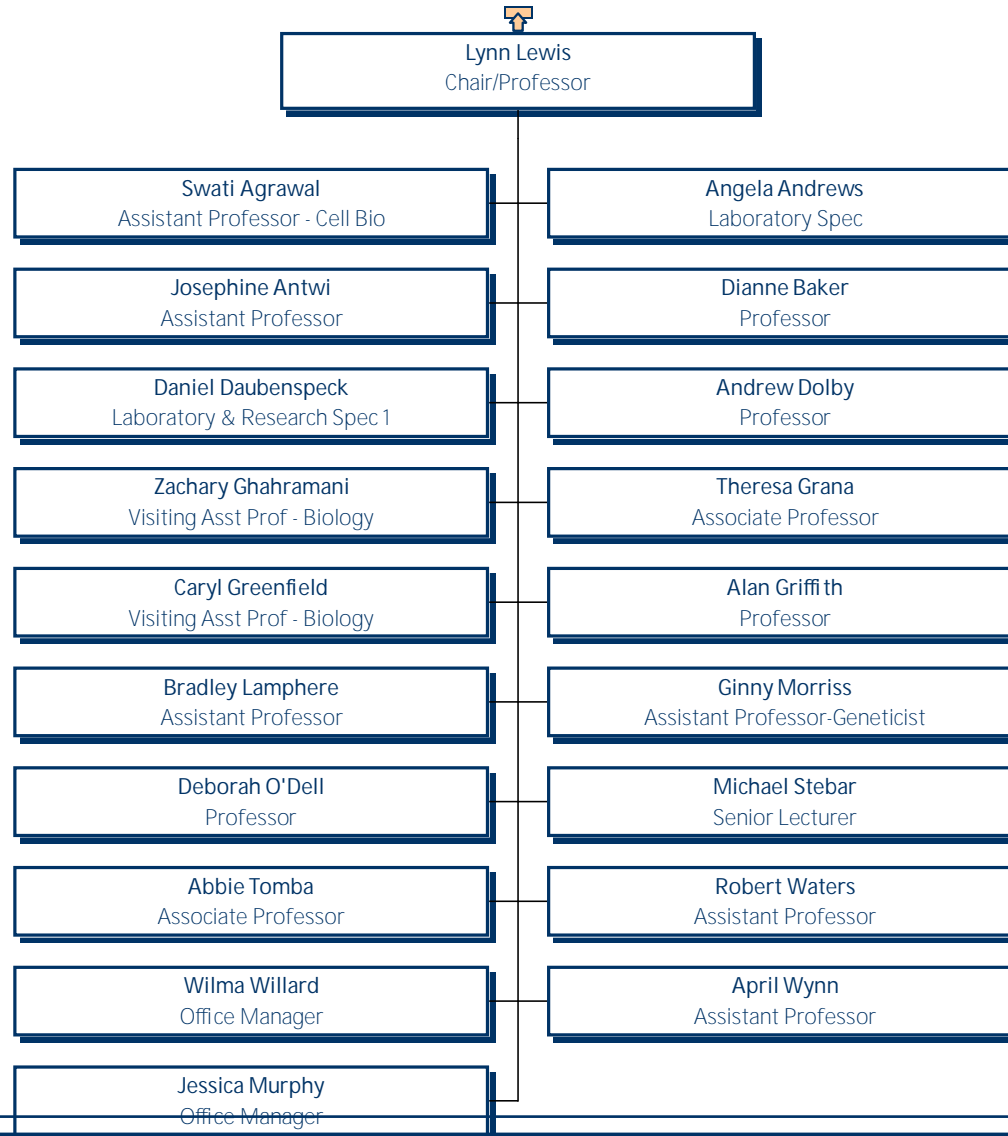 Lynn Lewis
Chair/Professor
Swati Agrawal
Assistant Professor - Cell Bio
Angela Andrews
Laboratory Spec
Josephine Antwi
Assistant Professor
Dianne Baker
Professor
Daniel Daubenspeck
Laboratory & Research Spec 1
Andrew Dolby
Professor
Zachary Ghahramani
Visiting Asst Prof - Biology
Theresa Grana
Associate Professor
Caryl Greenfield
Visiting Asst Prof - Biology
Alan Griffith
Professor
Bradley Lamphere
Assistant Professor
Ginny Morriss
Assistant Professor-Geneticist
Deborah O'Dell
Professor
Michael Stebar
Senior Lecturer
Abbie Tomba
Associate Professor
Robert Waters
Assistant Professor
Wilma Willard
Office Manager
April Wynn
Assistant Professor
Jessica Murphy
Office Manager